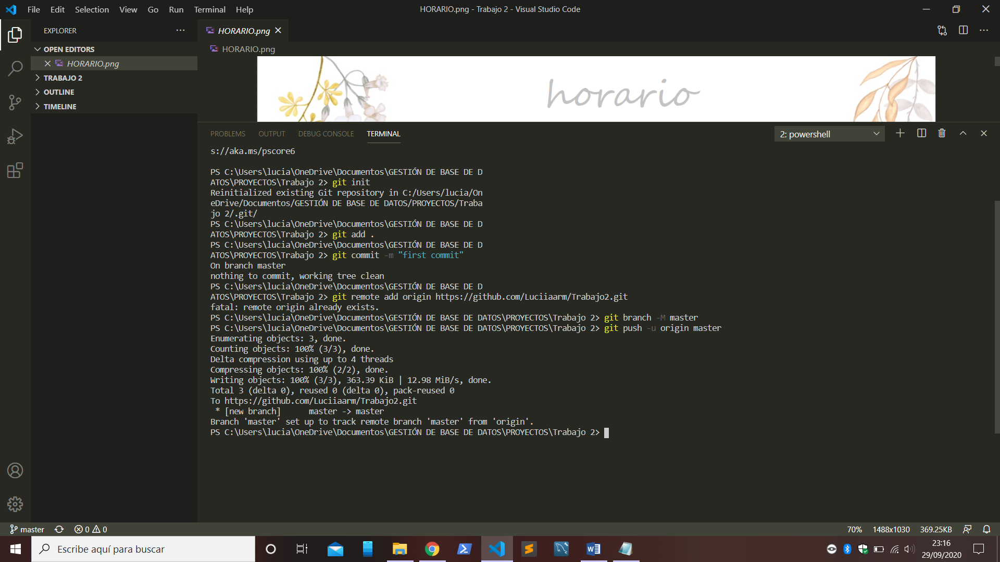 File Edit Selection View Go Run Terminal Help
HORARIO.png - Trabajo 2 - Visual Studio Code
EXPLORER
HORARIO.png
OPEN EDITORS
HORARIO.png
HORARIO.png
TRABAJO 2
OUTLINE
TIMELINE
horario
PROBLEMS OUTPUT DEBUG CONSOLE TERMINAL
2: powershell
s://aka.ms/pscore6
PS C:\Users\lucia\OneDrive\Documentos\GESTIÓN DE BASE DE D
ATOS\PROYECTOS\Trabajo 2> git init
Reinitialized existing Git repository in C:/Users/lucia/On
eDrive/Documentos/GESTIÓN DE BASE DE DATOS/PROYECTOS/Traba
jo 2/.git/
PS C:\Users\lucia\OneDrive\Documentos\GESTIÓN DE BASE DE D
ATOS\PROYECTOS\Trabajo 2> git add .
PS C:\Users\lucia\OneDrive\Documentos\GESTIÓN DE BASE DE D
ATOS\PROYECTOS\Trabajo 2> git commit -m "first commit"
On branch master
nothing to commit, working tree clean
PS C:\Users\lucia\OneDrive\Documentos\GESTIÓN DE BASE DE D
ATOS\PROYECTOS\Trabajo 2> git remote add origin https://github.com/Luciiaarm/Trabajo2.git
fatal: remote origin already exists.
PS C:\Users\lucia\OneDrive\Documentos\GESTIÓN DE BASE DE DATOS\PROYECTOS\Trabajo 2> git branch -M master
PS C:\Users\lucia\OneDrive\Documentos\GESTIÓN DE BASE DE DATOS\PROYECTOS\Trabajo 2> git push -u origin master
Enumerating objects: 3, done.
Counting objects: 100% (3/3), done.
Delta compression using up to 4 threads
Compressing objects: 100% (2/2), done.
Writing objects: 100% (3/3), 363.39 KiB | 12.98 MiB/s, done.
Total 3 (delta 0), reused 0 (delta 0), pack-reused 0
To https://github.com/Luciiaarm/Trabajo2.git
 * [new branch]      master -> master
Branch 'master' set up to track remote branch 'master' from 'origin'.
PS C:\Users\lucia\OneDrive\Documentos\GESTIÓN DE BASE DE DATOS\PROYECTOS\Trabajo 2>
master 0 0
70% 1488x1030 369.25KB
Escribe aquí para buscar
23:16
29/09/2020